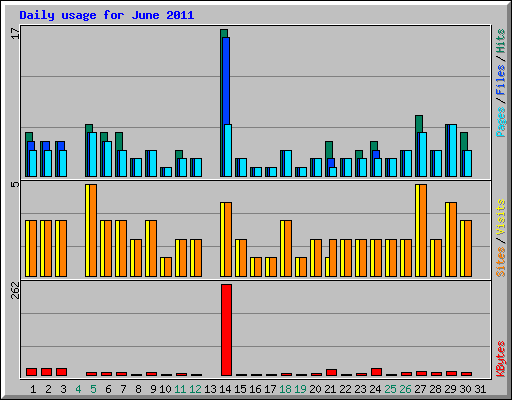 Daily usage for June 2011
17
Pages / Files / Hits
5
Sites / Visits
262
KBytes
1 2 3 4 5 6 7 8 9 10 11 12 13 14 15 16 17 18 19 20 21 22 23 24 25 26 27 28 29 30 31